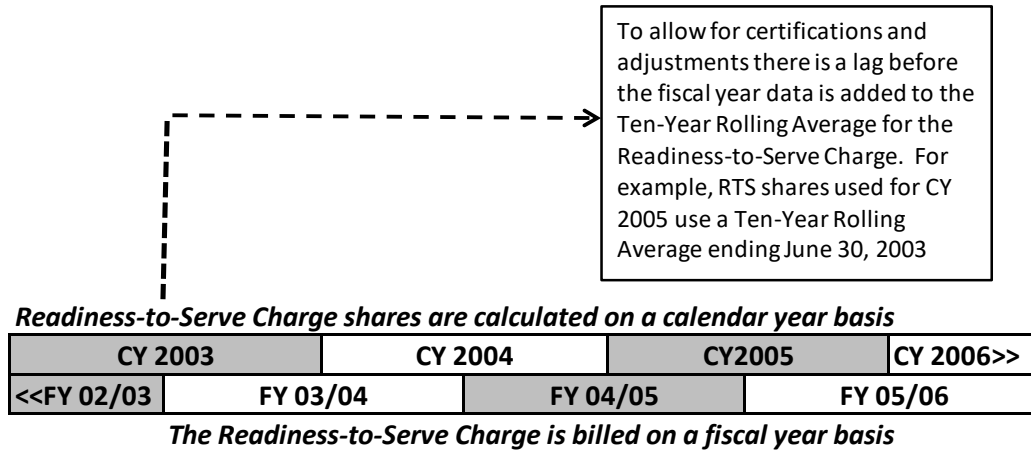 To allow for certifications and
adjustments there is a lag before
the fiscal year data is added to the
Ten-Year Rolling Average for the
Readiness-to-Serve Charge. For
example, RTS shares used for CY
2005 use a Ten-Year Rolling
Average ending June 30, 2003
Readiness-to-Serve Charge shares are calculated on a calendar year basis
CY 2003 CY 2004 CY2005 CY 2006>>
<<FY 02/03 FY 03/04 FY 04/05 FY 05/06
The Readiness-to-Serve Charge is billed on a fiscal year basis